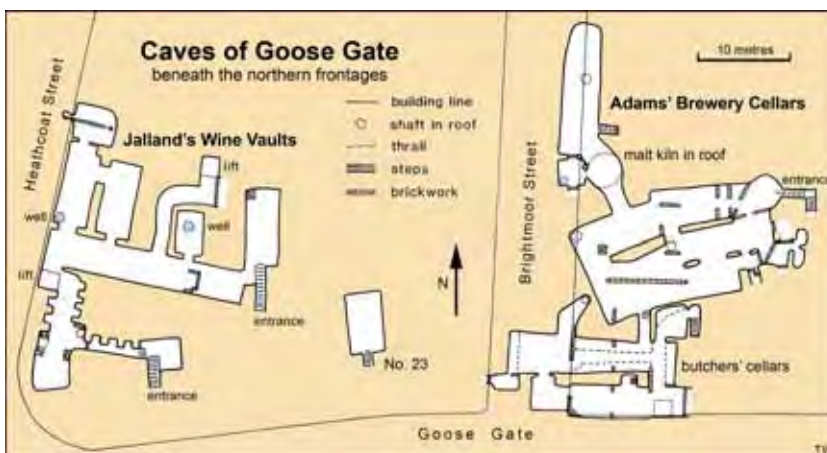 Caves of Goose Gate
beneath the northern frontages
10 metres
building line
shaft in roof
thrall
steps
brickwork
Heathcoat Street
Jalland's Wine Vaults
lift
well
well
lift
entrance
entrance
No. 23
N
Brightmoor Street
Adams' Brewery Cellars
malt kiln in roof
entrance
butchers' cellars
Goose Gate